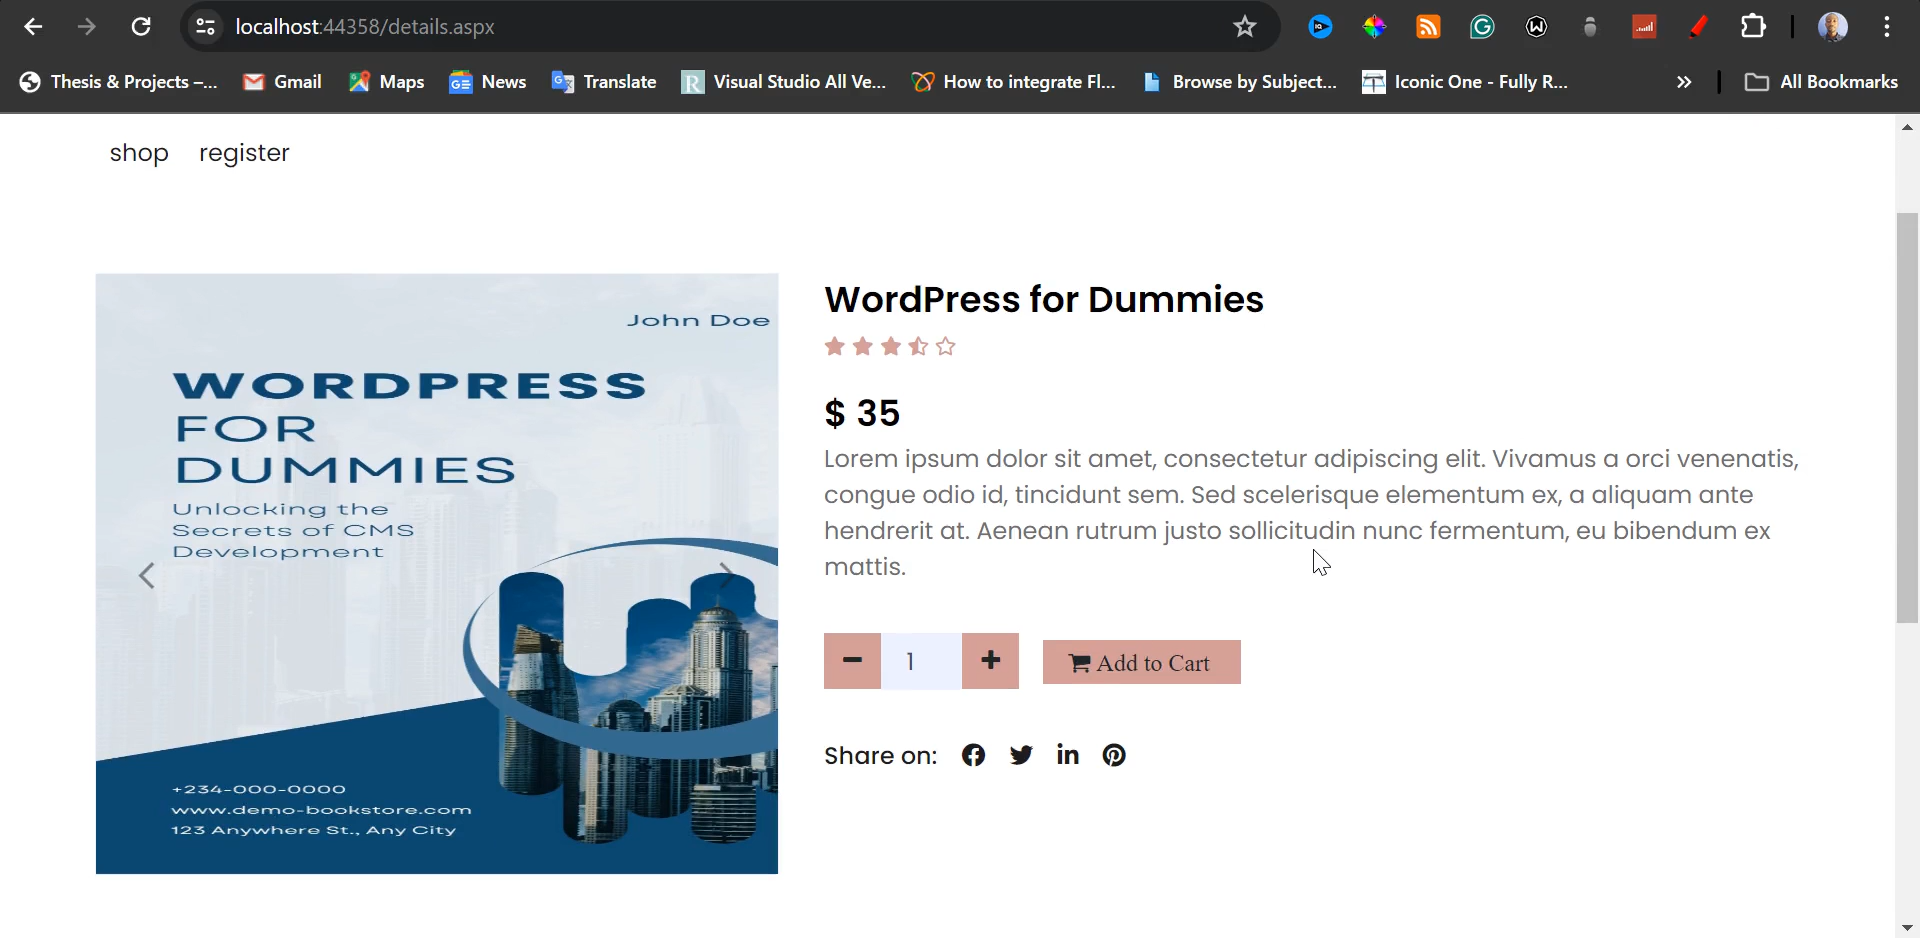 localhost:44358/details.aspx
Thesis & Projects –... Gmail Maps News Translate Visual Studio All Ve... How to integrate Fl... Browse by Subject... Iconic One - Fully R... » All Bookmarks
shop register
John Doe
WORDPRESS
FOR
DUMMIES
Unlocking the
Secrets of CMS
Development
+234-000-0000
www.demo-bookstore.com
123 Anywhere St., Any City
WordPress for Dummies
$ 35
Lorem ipsum dolor sit amet, consectetur adipiscing elit. Vivamus a orci venenatis,
congue odio id, tincidunt sem. Sed scelerisque elementum ex, a aliquam ante
hendrerit at. Aenean rutrum justo sollicitudin nunc fermentum, eu bibendum ex
mattis.
1 Add to Cart
Share on: